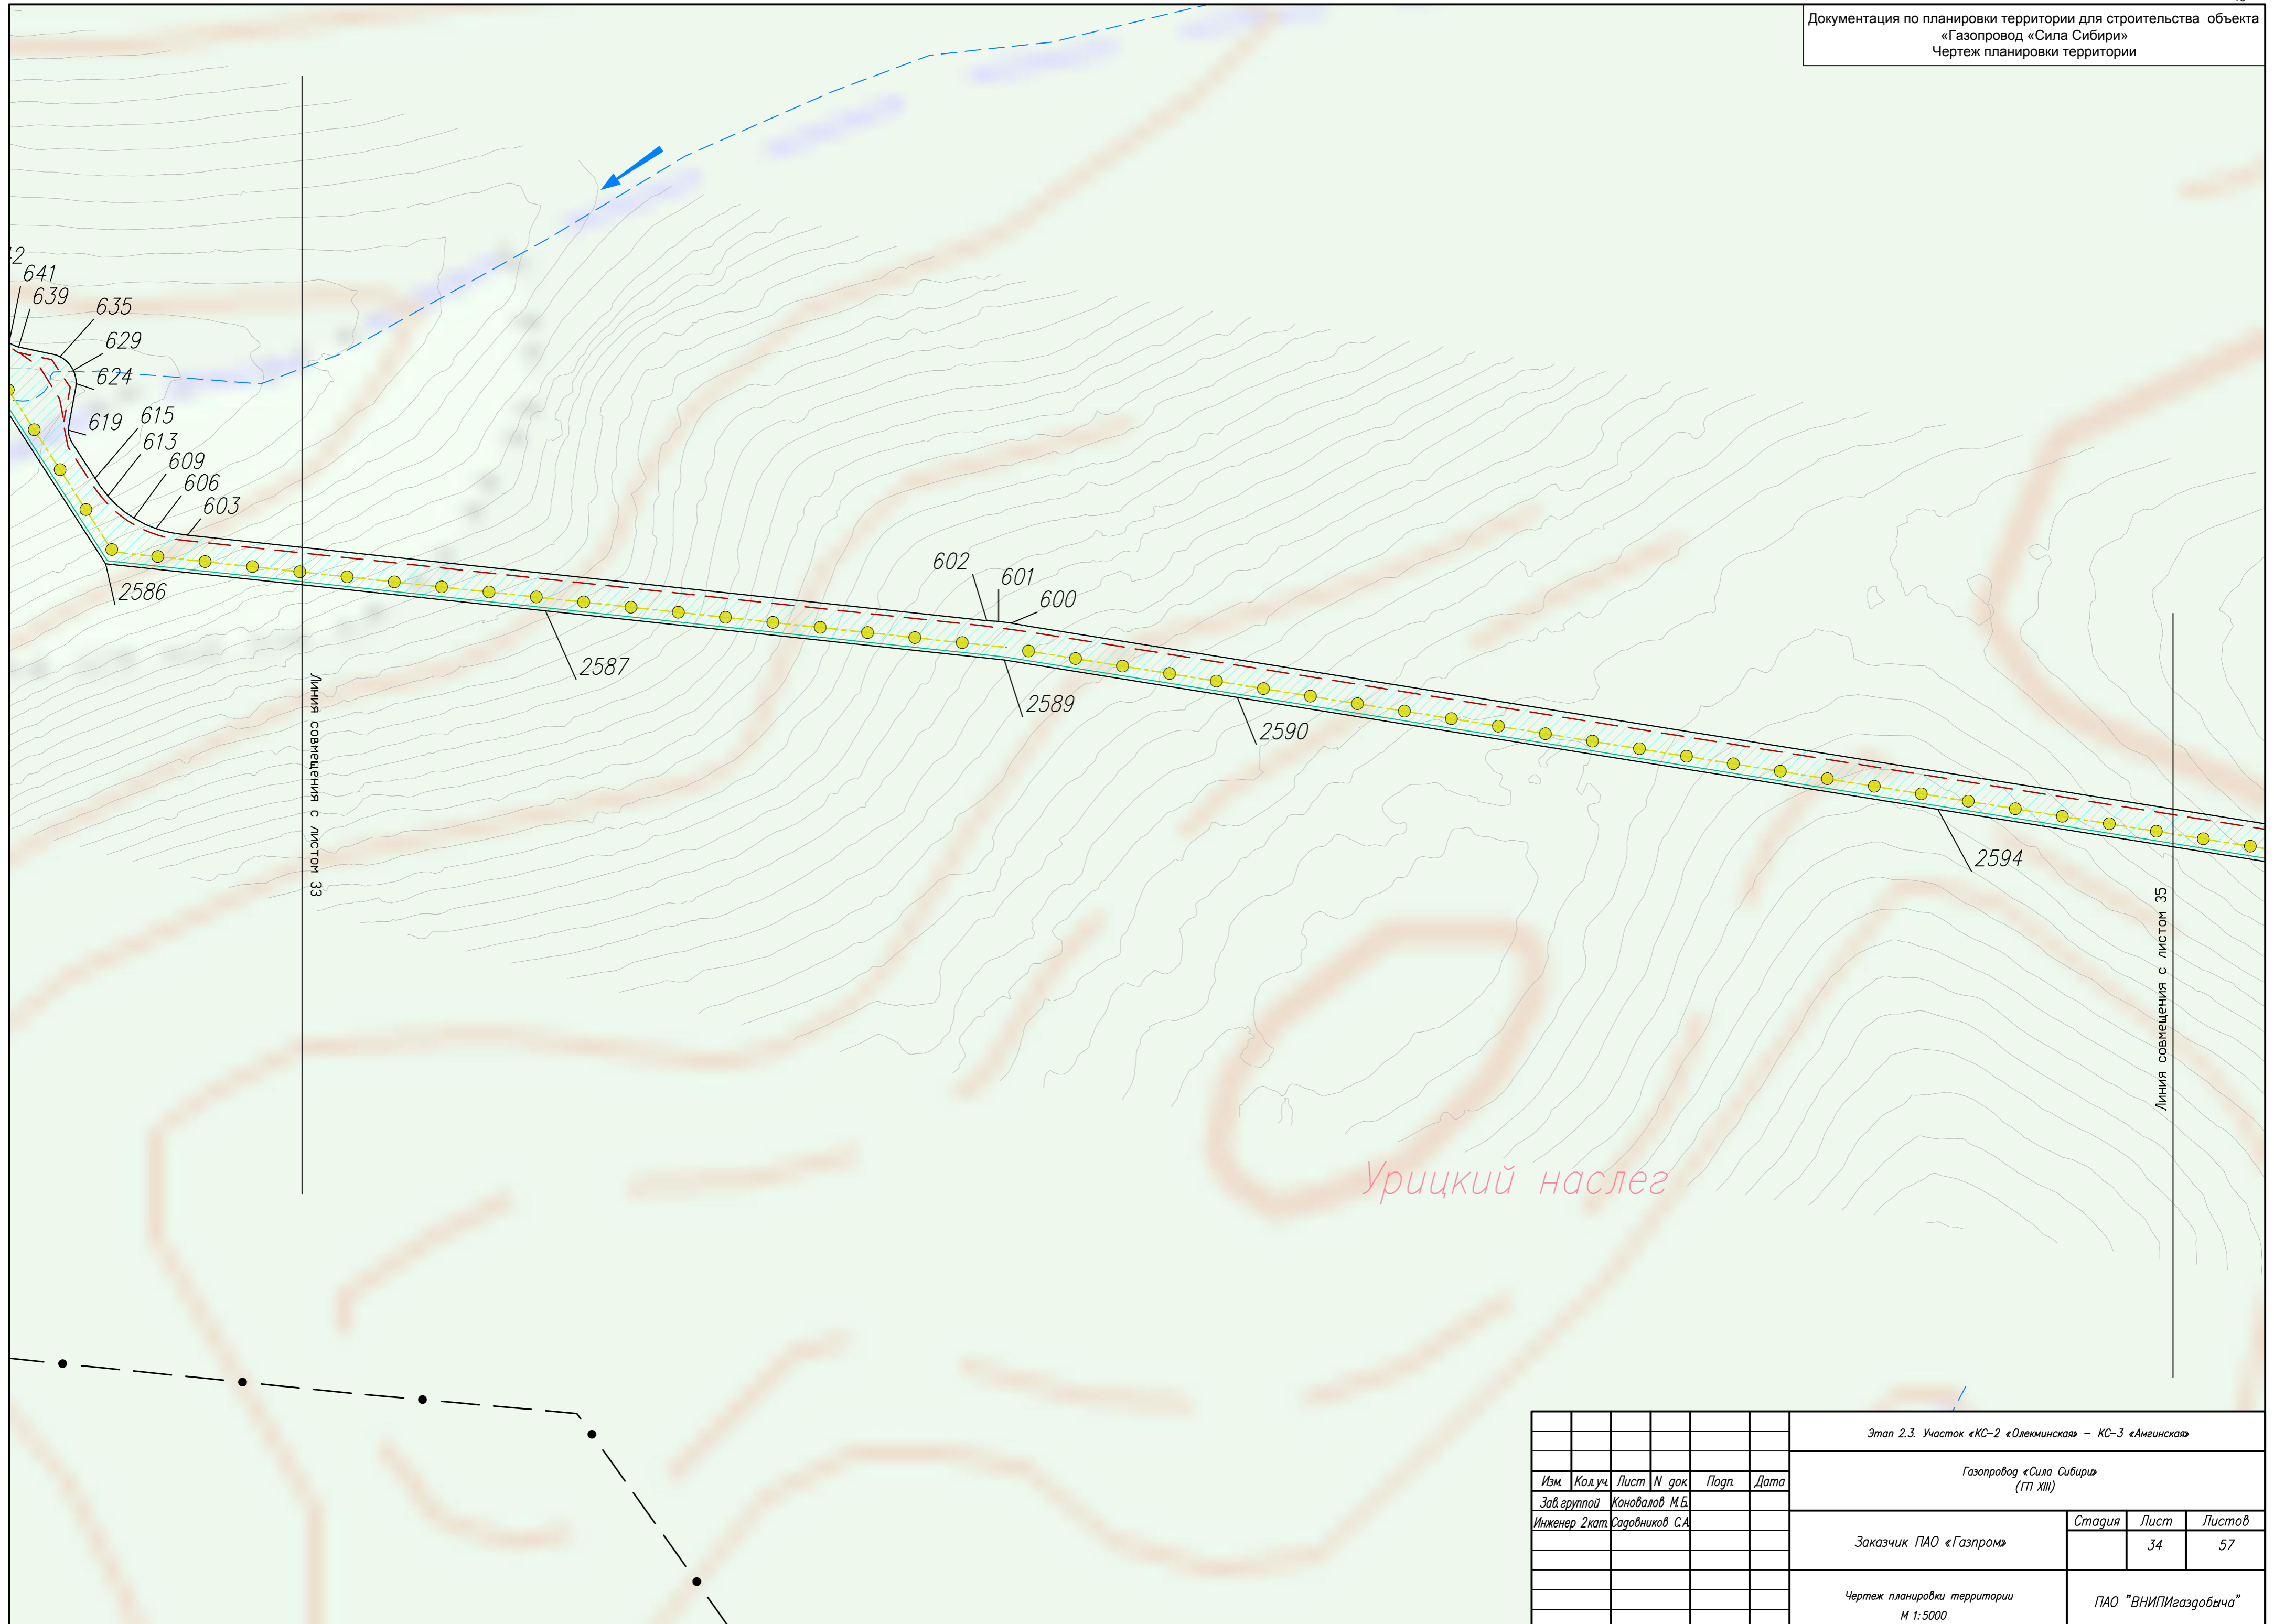 Документация по планировки территории для строительства объекта
«Газопровод «Сила Сибири»
Чертеж планировки территории
641
639
635
629
624
619
615
613
609
606
603
2586
2587
602
601
600
2589
2590
2594
Линия совмещения с листом 33
Линия совмещения с листом 35
Урицкий наслег
Этап 2.3. Участок «КС-2 «Олекминская» – КС-3 «Амгинская»
Газопровод «Сила Сибири»
(ГП XIII)
Изм. Кол.уч. Лист N док. Подп. Дата
Зав.группой Коновалов М.Б.
Инженер 2кат. Садовников С.А.
Заказчик ПАО «Газпром»
Стадия Лист Листов
34 57
Чертеж планировки территории
М 1:5000
ПАО "ВНИПИгаздобыча"